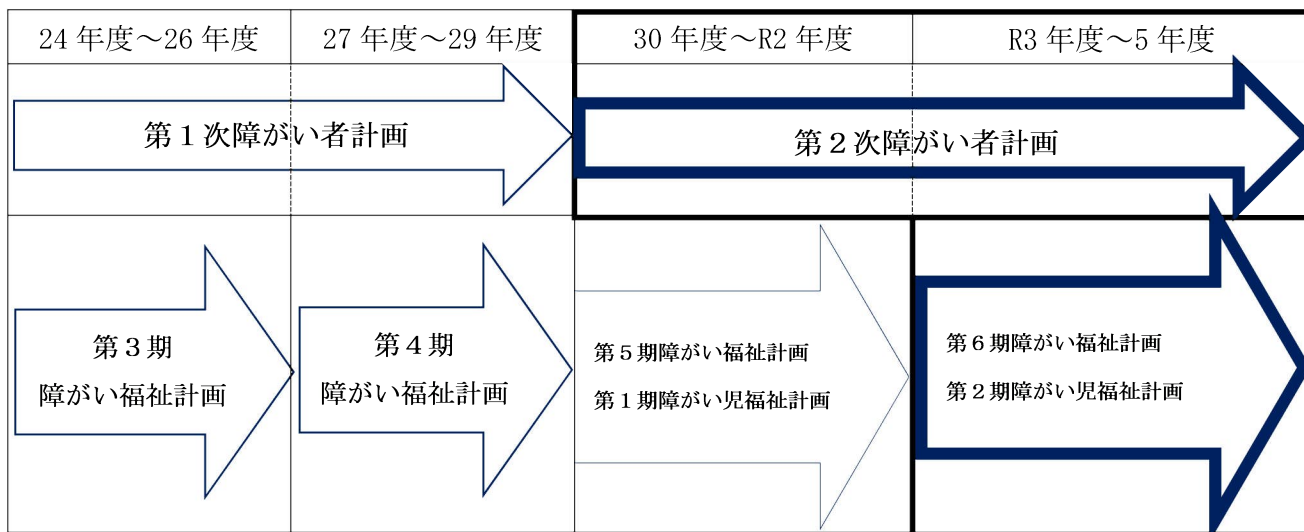 24 年度～26 年度
27 年度～29 年度
30 年度～R2 年度
R3 年度～5 年度
第１次障がい者計画
第２次障がい者計画
第３期
障がい福祉計画
第４期
障がい福祉計画
第５期障がい福祉計画
第１期障がい児福祉計画
第６期障がい福祉計画
第２期障がい児福祉計画